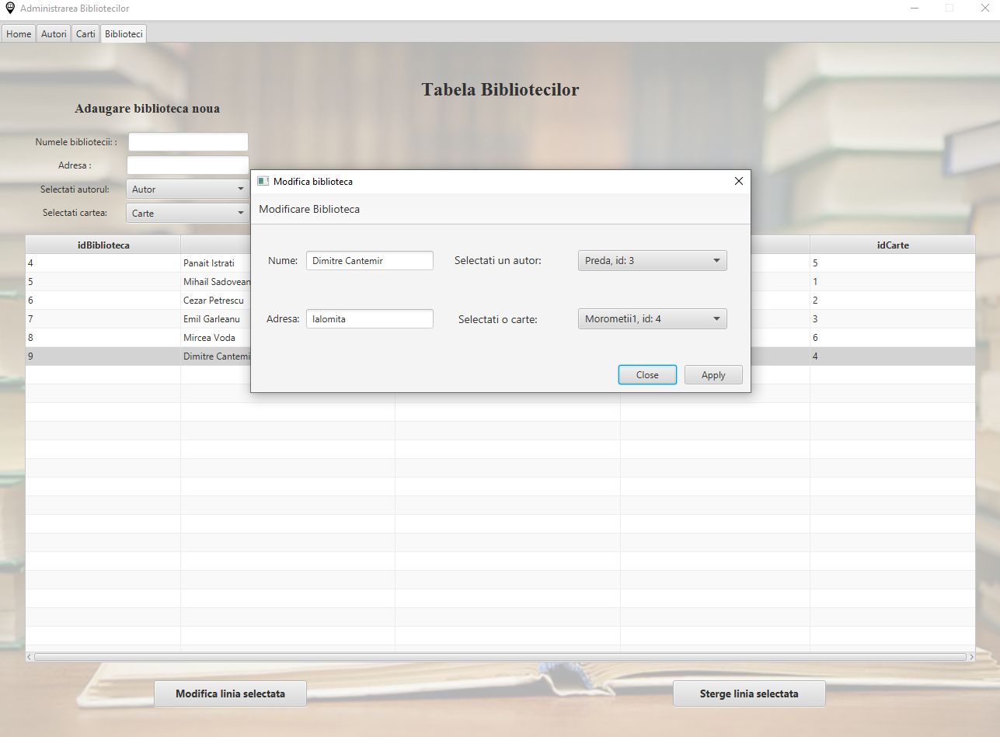 Administrarea Bibliotecilor
Home Autori Carti Biblioteci
Tabela Bibliotecilor
Adaugare biblioteca noua
Numele bibliotecii: :
Adresa :
Selectati autorul: Autor
Selectati cartea: Carte
Modifica biblioteca
Modificare Biblioteca
Nume: Dimitre Cantemir Selectati un autor: Preda, id: 3
Adresa: Ialomita Selectati o carte: Morometii1, id: 4
Close Apply
idBiblioteca idCarte
4 Panait Istrati 5
5 Mihail Sadovean 1
6 Cezar Petrescu 2
7 Emil Garleanu 3
8 Mircea Voda 6
9 Dimitre Cantemi 4
Modifica linia selectata Sterge linia selectata